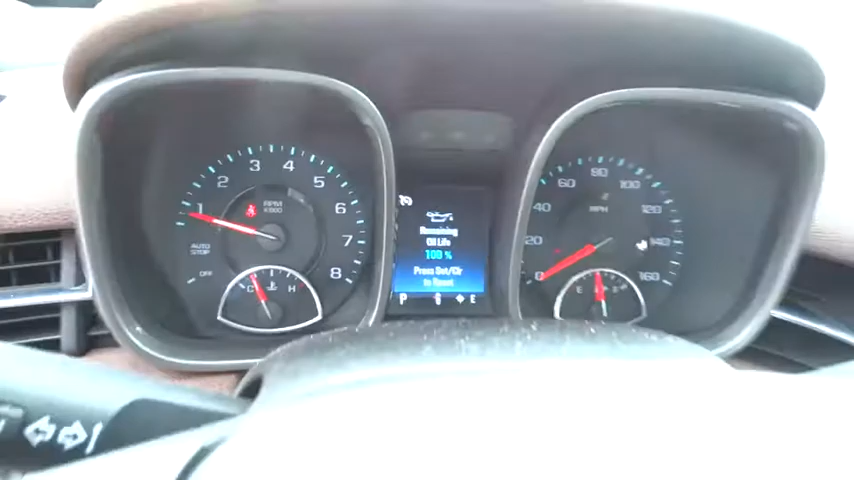 1 2 3 4 5 6 7 8
RPM
X1000
AUTO
STOP
OFF
C H
Remaining
Oil Life
100 %
Press Set/Clr
to Reset
P
E
0 20 40 60 80 100 120 140 160
MPH
E F